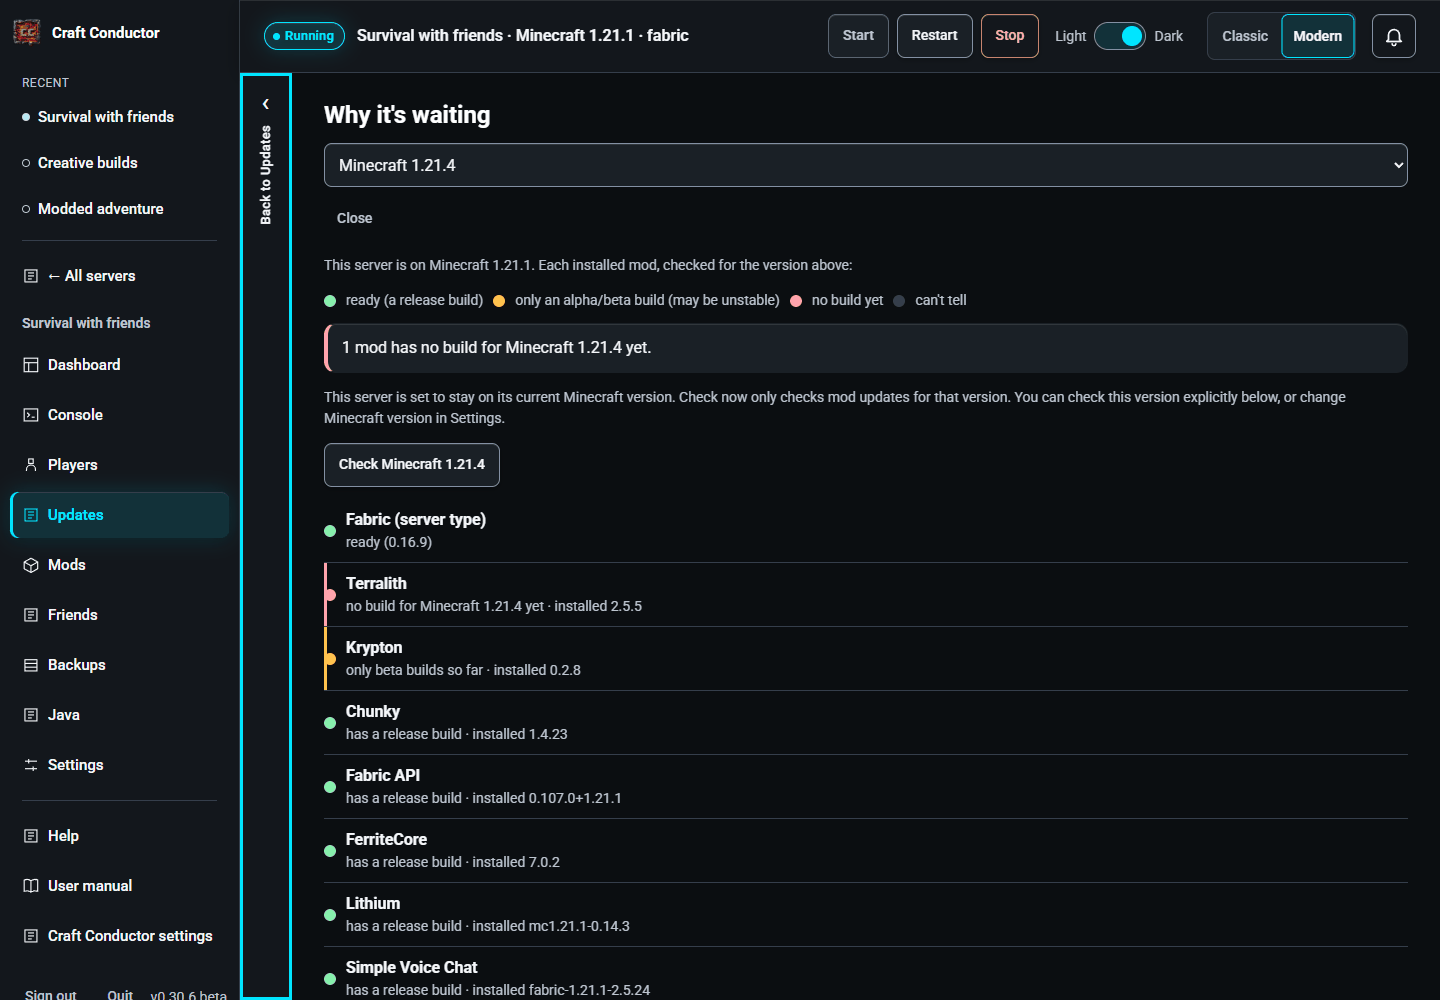 Craft Conductor
RECENT
Survival with friends
Creative builds
Modded adventure
← All servers
Survival with friends
Dashboard
Console
Players
Updates
Mods
Friends
Backups
Java
Settings
Help
User manual
Craft Conductor settings
Sign out Quit v0.30.6 beta
Running Survival with friends · Minecraft 1.21.1 · fabric
Start Restart Stop Light Dark Classic Modern
Back to Updates
Why it's waiting
Minecraft 1.21.4
Close
This server is on Minecraft 1.21.1. Each installed mod, checked for the version above:
ready (a release build) only an alpha/beta build (may be unstable) no build yet can't tell
1 mod has no build for Minecraft 1.21.4 yet.
This server is set to stay on its current Minecraft version. Check now only checks mod updates for that version. You can check this version explicitly below, or change
Minecraft version in Settings.
Check Minecraft 1.21.4
Fabric (server type)
ready (0.16.9)
Terralith
no build for Minecraft 1.21.4 yet · installed 2.5.5
Krypton
only beta builds so far · installed 0.2.8
Chunky
has a release build · installed 1.4.23
Fabric API
has a release build · installed 0.107.0+1.21.1
FerriteCore
has a release build · installed 7.0.2
Lithium
has a release build · installed mc1.21.1-0.14.3
Simple Voice Chat
has a release build · installed fabric-1.21.1-2.5.24